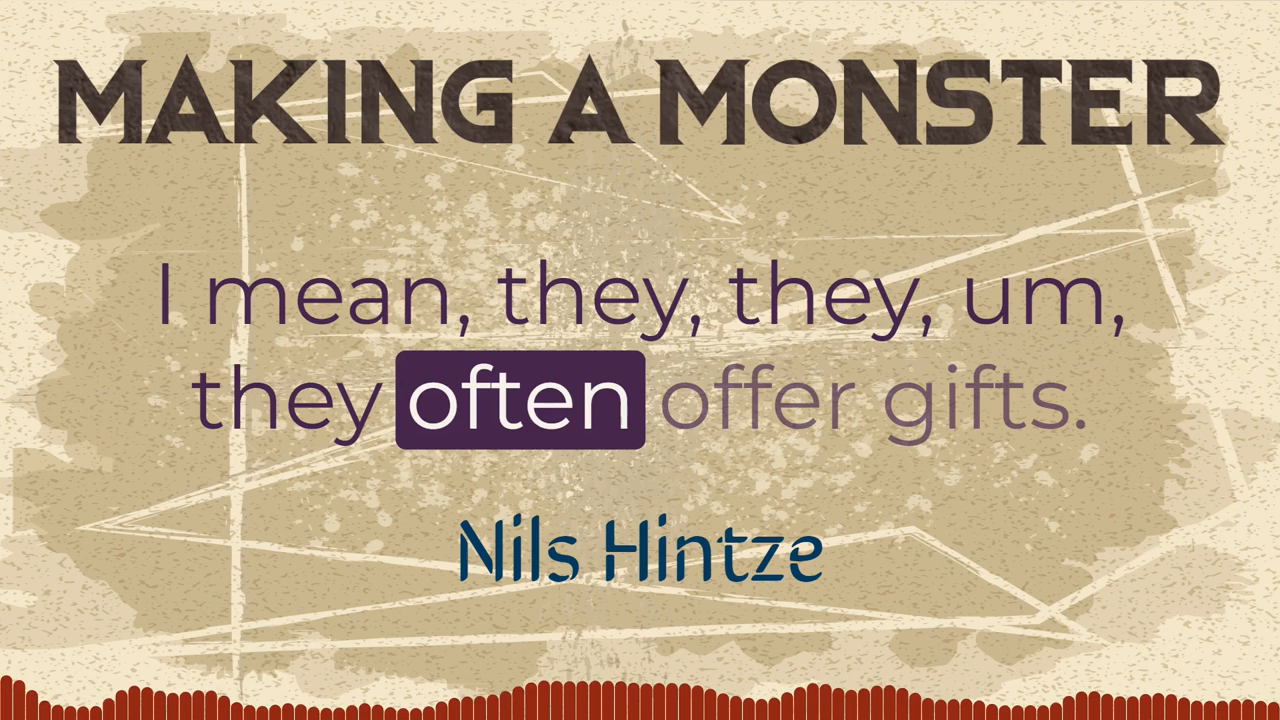 MAKING A MONSTER
I mean, they, they, um,
they often offer gifts.
Nils Hintze